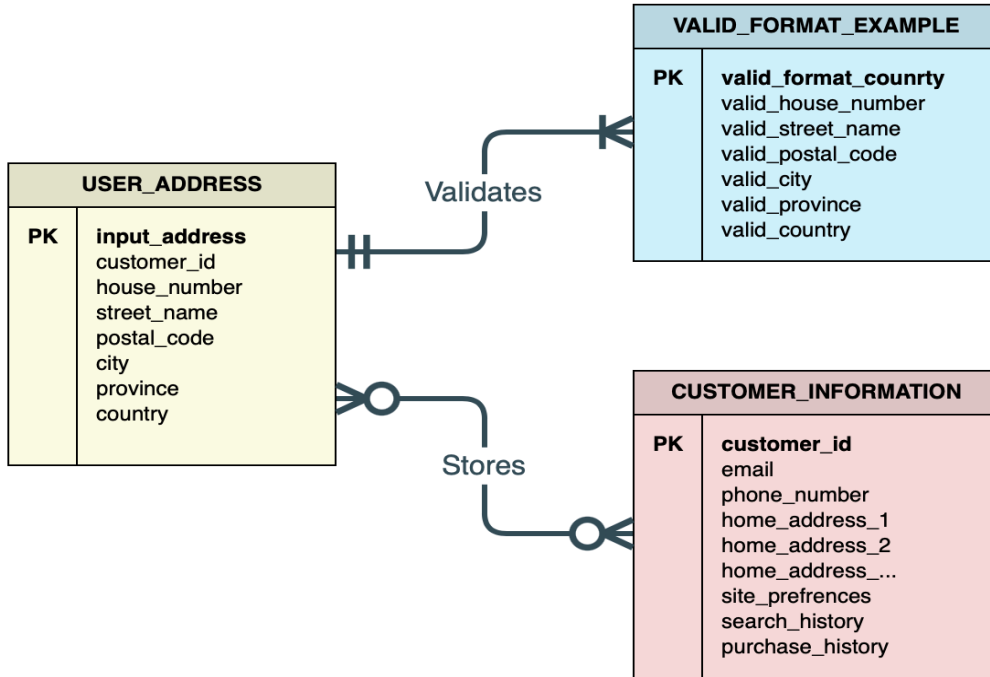 VALID_FORMAT_EXAMPLE
PK
valid_format_counrty
valid_house_number
valid_street_name
valid_postal_code
valid_city
valid_province
valid_country
Validates
USER_ADDRESS
PK
input_address
customer_id
house_number
street_name
postal_code
city
province
country
Stores
CUSTOMER_INFORMATION
PK
customer_id
email
phone_number
home_address_1
home_address_2
home_address_...
site_prefrences
search_history
purchase_history